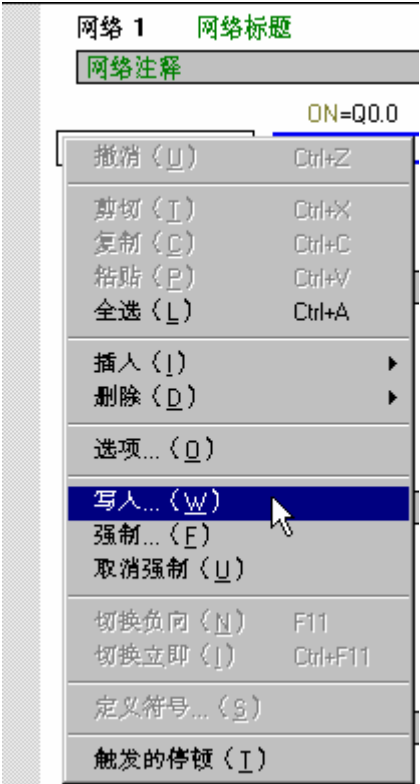 网络 1 网络标题
网络注释
ON=Q0.0
撤消（U） Ctrl+Z
剪切（T） Ctrl+X
复制（C） Ctrl+C
粘贴（P） Ctrl+V
全选（L） Ctrl+A
插入（I）
删除（D）
选项...（O）
写入...（W）
强制...（F）
取消强制（U）
切换负向（N） F11
切换立即（I） Ctrl+F11
定义符号...（S）
触发的停顿（T）